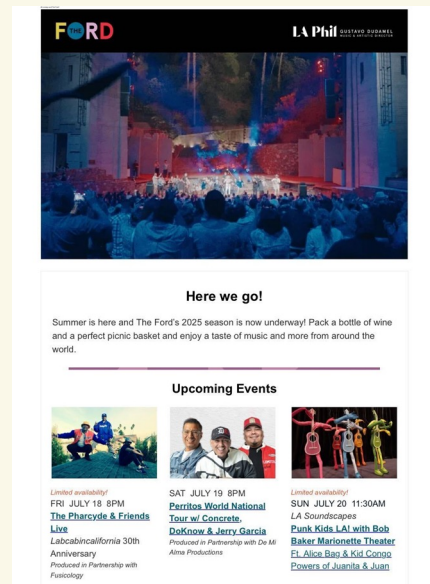 THE FORD
LA Phil GUSTAVO DUDAMEL
MUSIC & ARTISTIC DIRECTOR
Here we go!
Summer is here and The Ford's 2025 season is now underway! Pack a bottle of wine
and a perfect picnic basket and enjoy a taste of music and more from around the
world.
Upcoming Events
Limited availability!
FRI JULY 18 8PM
The Pharcyde & Friends
Live
Labcabincalifornia 30th
Anniversary
Produced in Partnership with
Fusicology
SAT JULY 19 8PM
Perritos World National
Tour w/ Concrete,
DoKnow & Jerry Garcia
Produced in Partnership with De Mi
Alma Productions
Limited availability!
SUN JULY 20 11:30AM
LA Soundscapes
Punk Kids LA! with Bob
Baker Marionette Theater
Ft. Alice Bag & Kid Congo
Powers of Juanita & Juan